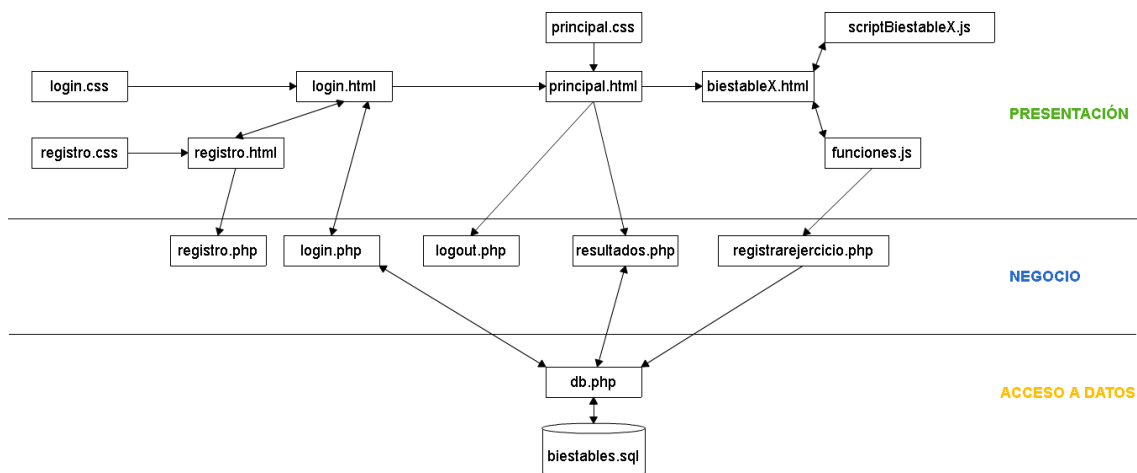 principal.css
scriptBiestableX.js
login.css
login.html
principal.html
biestableX.html
PRESENTACIÓN
registro.css
registro.html
funciones.js
registro.php
login.php
logout.php
resultados.php
registrarejercicio.php
NEGOCIO
db.php
ACCESO A DATOS
biestables.sql